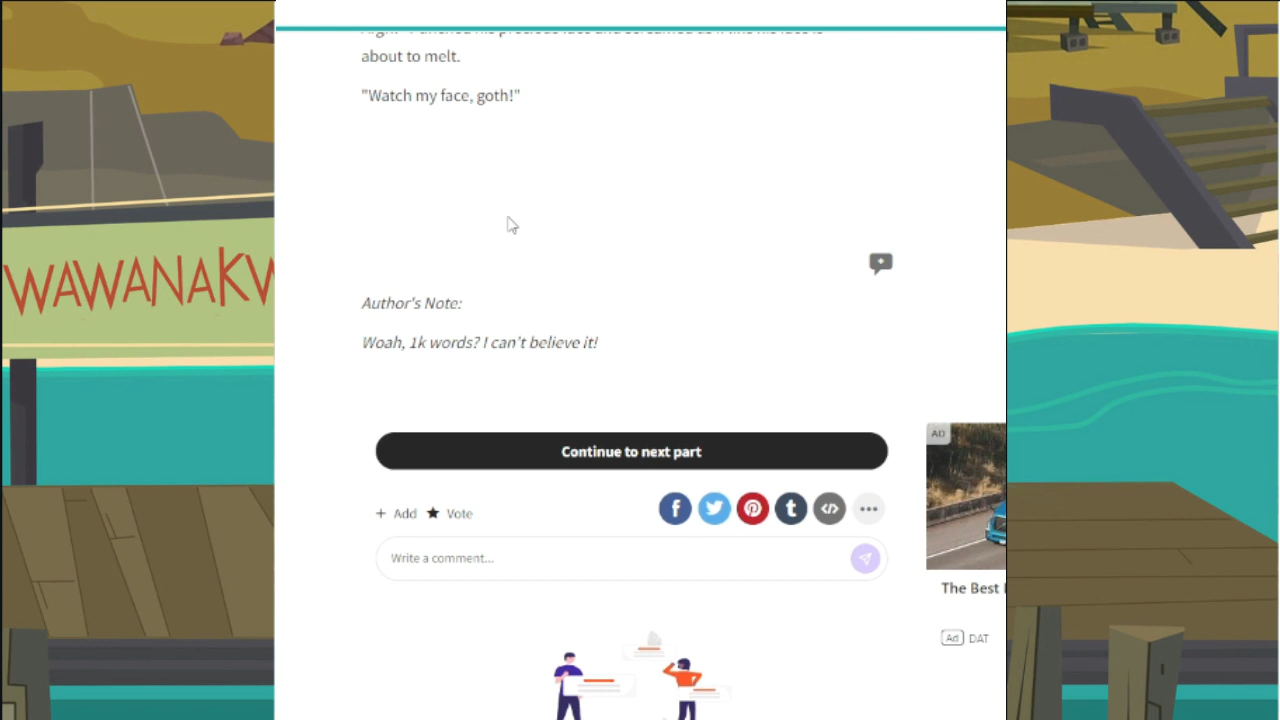 about to melt.
"Watch my face, goth!"
WAWANAKW
Author's Note:
Woah, 1k words? I can't believe it!
Continue to next part
AD
+ Add ★ Vote
Write a comment...
The Best
Ad DAT